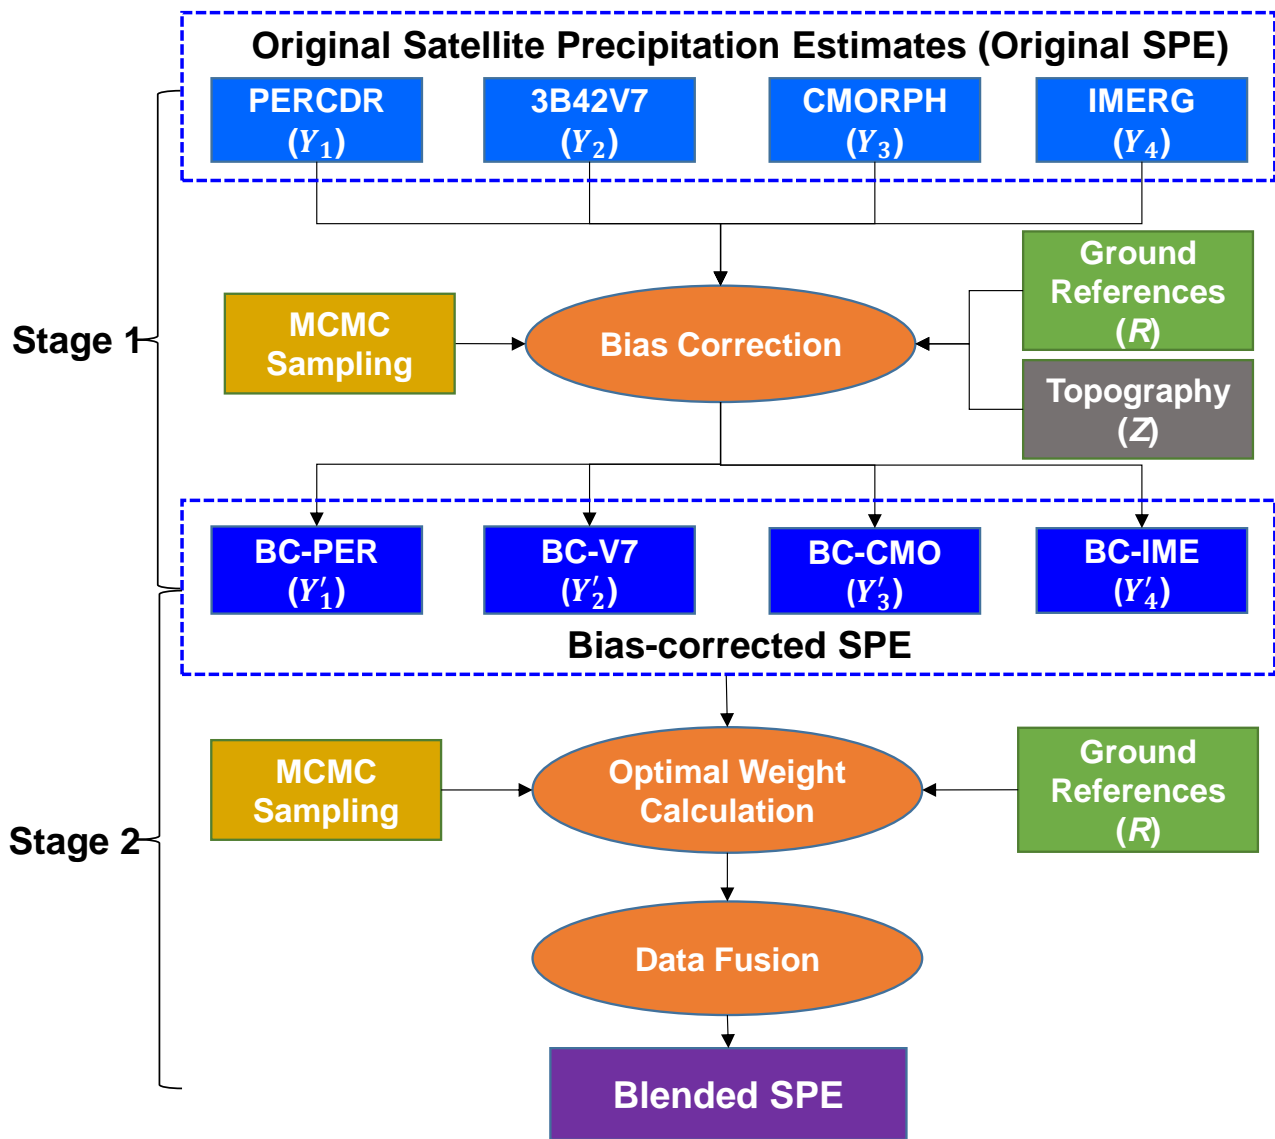 Original Satellite Precipitation Estimates (Original SPE)
PERCDR
(Y₁)
3B42V7
(Y₂)
CMORPH
(Y₃)
IMERG
(Y₄)
Stage 1
MCMC
Sampling
Bias Correction
Ground
References
(R)
Topography
(Z)
BC-PER
(Y′₁)
BC-V7
(Y′₂)
BC-CMO
(Y′₃)
BC-IME
(Y′₄)
Bias-corrected SPE
Stage 2
MCMC
Sampling
Optimal Weight
Calculation
Ground
References
(R)
Data Fusion
Blended SPE